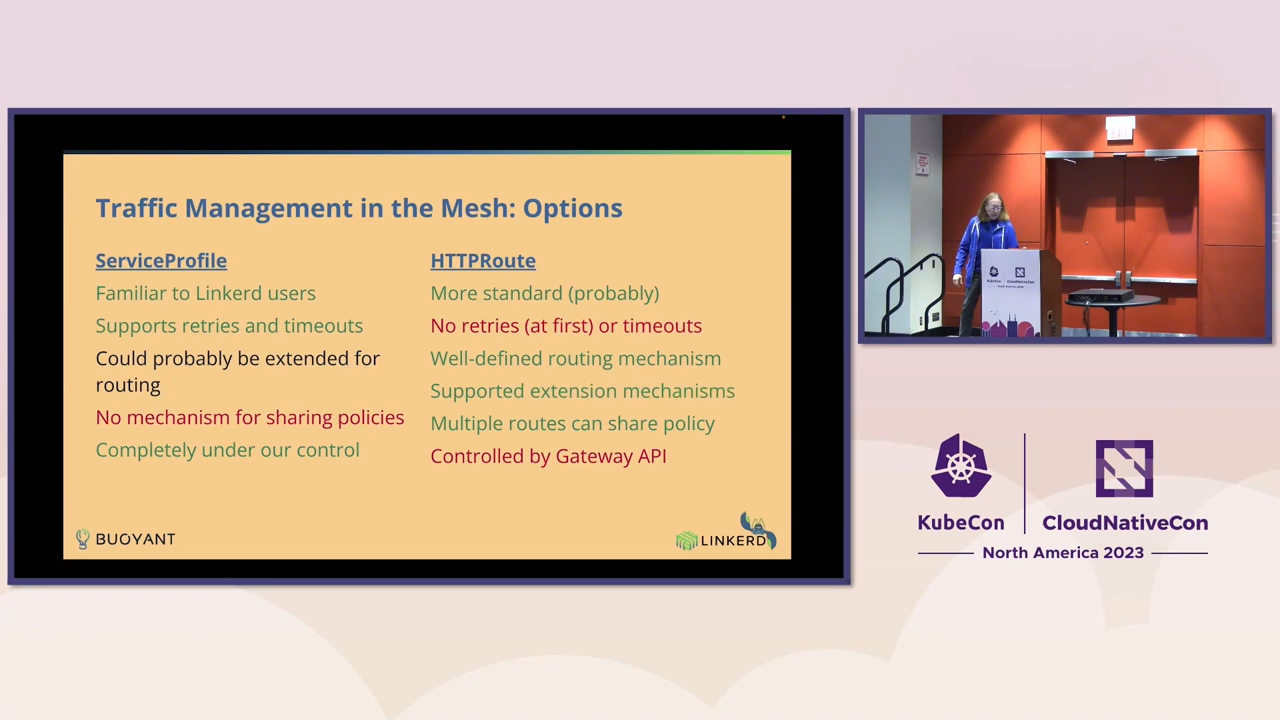 Traffic Management in the Mesh: Options
ServiceProfile
Familiar to Linkerd users
Supports retries and timeouts
Could probably be extended for
routing
No mechanism for sharing policies
Completely under our control
HTTPRoute
More standard (probably)
No retries (at first) or timeouts
Well-defined routing mechanism
Supported extension mechanisms
Multiple routes can share policy
Controlled by Gateway API
BUOYANT
LINKERD
KubeCon
CloudNativeCon
North America 2023